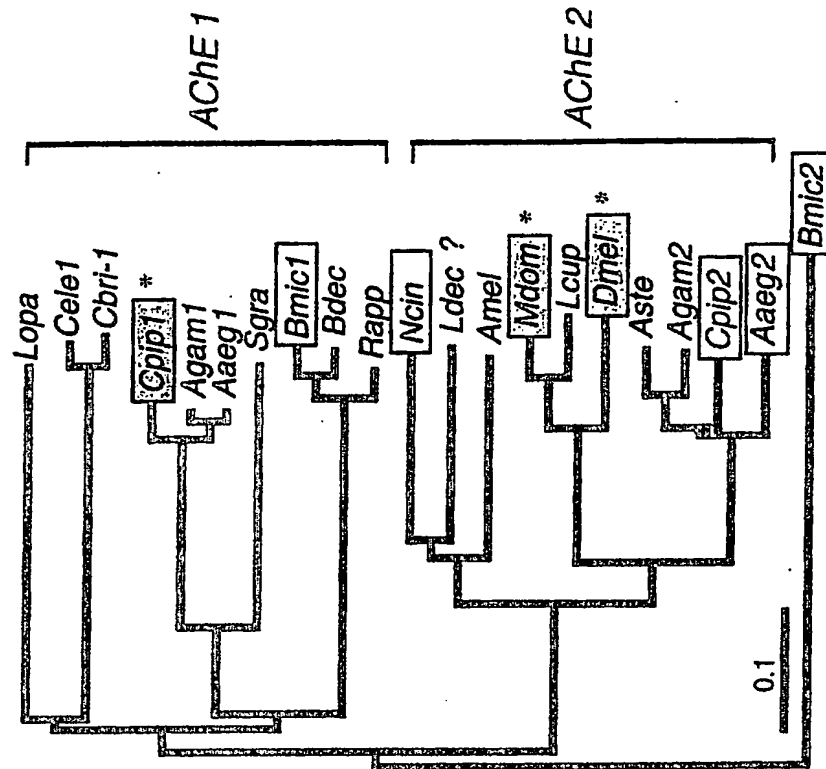 Lopa
Cele1
Cbri-1
Cpip1 *
Agam1
Aaeg1
Sgra
Bmic1
Bdec
Rapp
AChE 1
Ncin
Ldec ?
Amel
Mdom *
Lcup
Dmel *
Aste
Agam2
Cpip2
Aaeg2
AChE 2
Bmic2
0.1